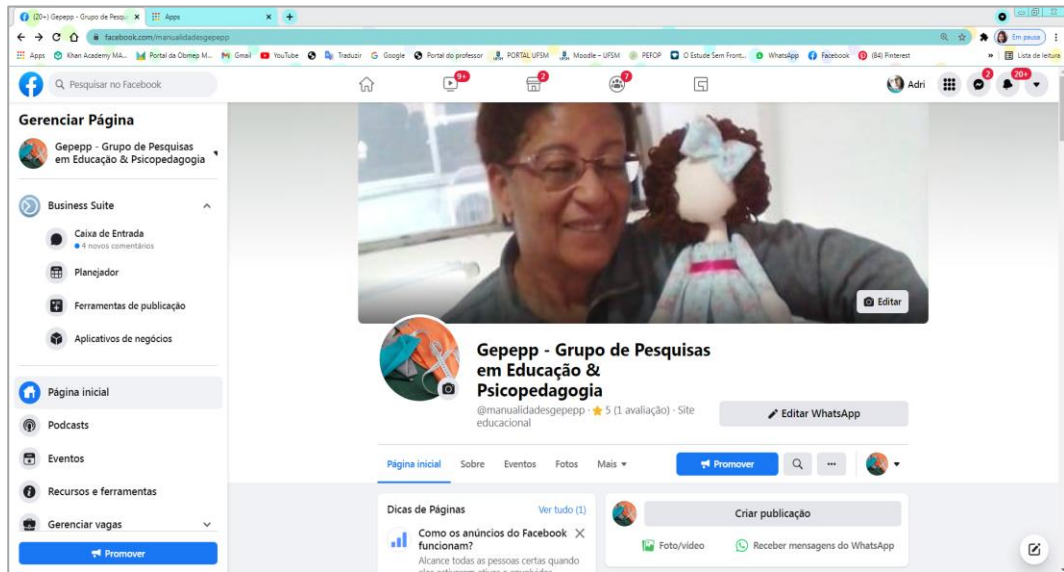 (20+) Gepepp - Grupo de Pesqui
Apps
facebook.com/manualidadesgepepp
Em pausa
Apps
Khan Academy MA...
Portal da Obmep M...
Gmail
YouTube
Traduzir
Google
Portal do professor
PORTAL UFSM
Moodle – UFSM
PEFOP
O Estude Sem Front...
WhatsApp
Facebook
(84) Pinterest
»
Lista de leitura
Pesquisar no Facebook
9+
2
7
Adri
2
20+
Gerenciar Página
Gepepp - Grupo de Pesquisas
em Educação & Psicopedagogia
Business Suite
Caixa de Entrada
4 novos comentários
Planejador
Ferramentas de publicação
Aplicativos de negócios
Página inicial
Podcasts
Eventos
Recursos e ferramentas
Gerenciar vagas
Promover
Editar
Gepepp - Grupo de Pesquisas
em Educação &
Psicopedagogia
@manualidadesgepepp · 5 (1 avaliação) · Site
educacional
Editar WhatsApp
Página inicial
Sobre
Eventos
Fotos
Mais
Promover
Dicas de Páginas
Ver tudo (1)
Como os anúncios do Facebook
funcionam?
Alcance todas as pessoas certas quando
Criar publicação
Foto/vídeo
Receber mensagens do WhatsApp